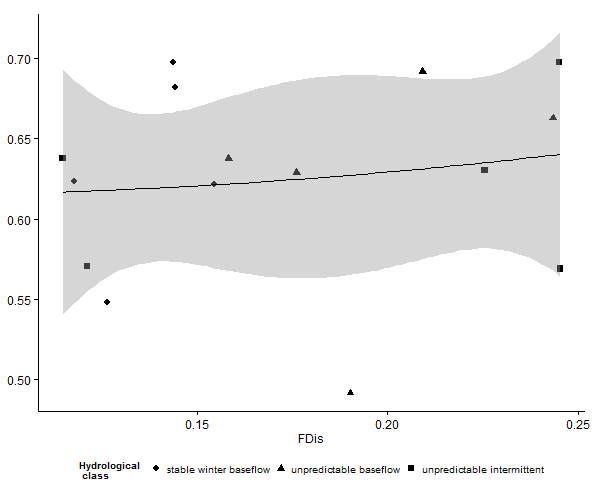 0.70
0.65
0.60
0.55
0.50
0.15
0.20
0.25
FDis
Hydrological
class
stable winter baseflow
unpredictable baseflow
unpredictable intermittent